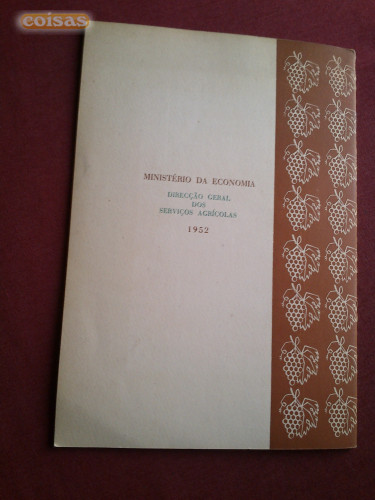 coisas
MINISTÉRIO DA ECONOMIA
DIRECÇÃO GERAL
DOS
SERVIÇOS AGRÍCOLAS
1952